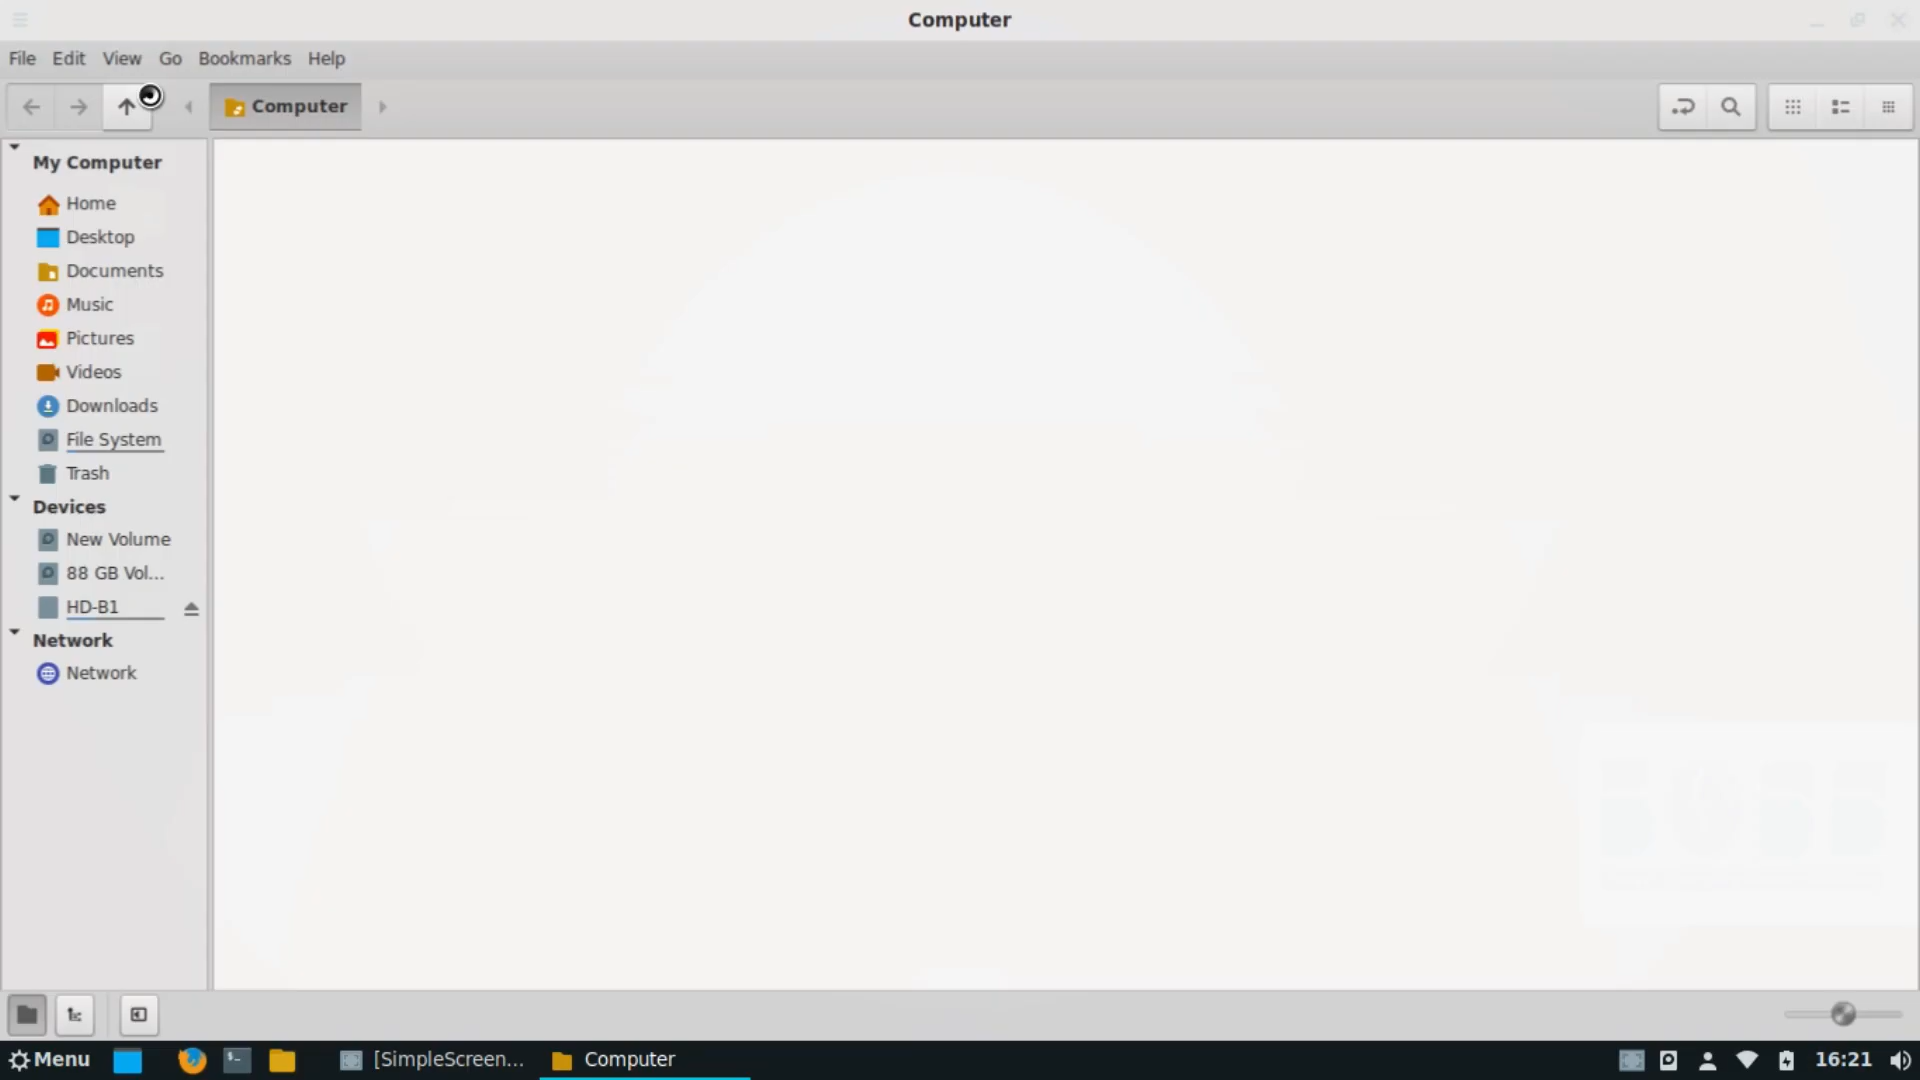 Computer
File Edit View Go Bookmarks Help
Computer
My Computer
Home
Desktop
Documents
Music
Pictures
Videos
Downloads
File System
Trash
Devices
New Volume
88 GB Vol...
HD-B1
Network
Network
Menu [SimpleScreen... Computer 16:21